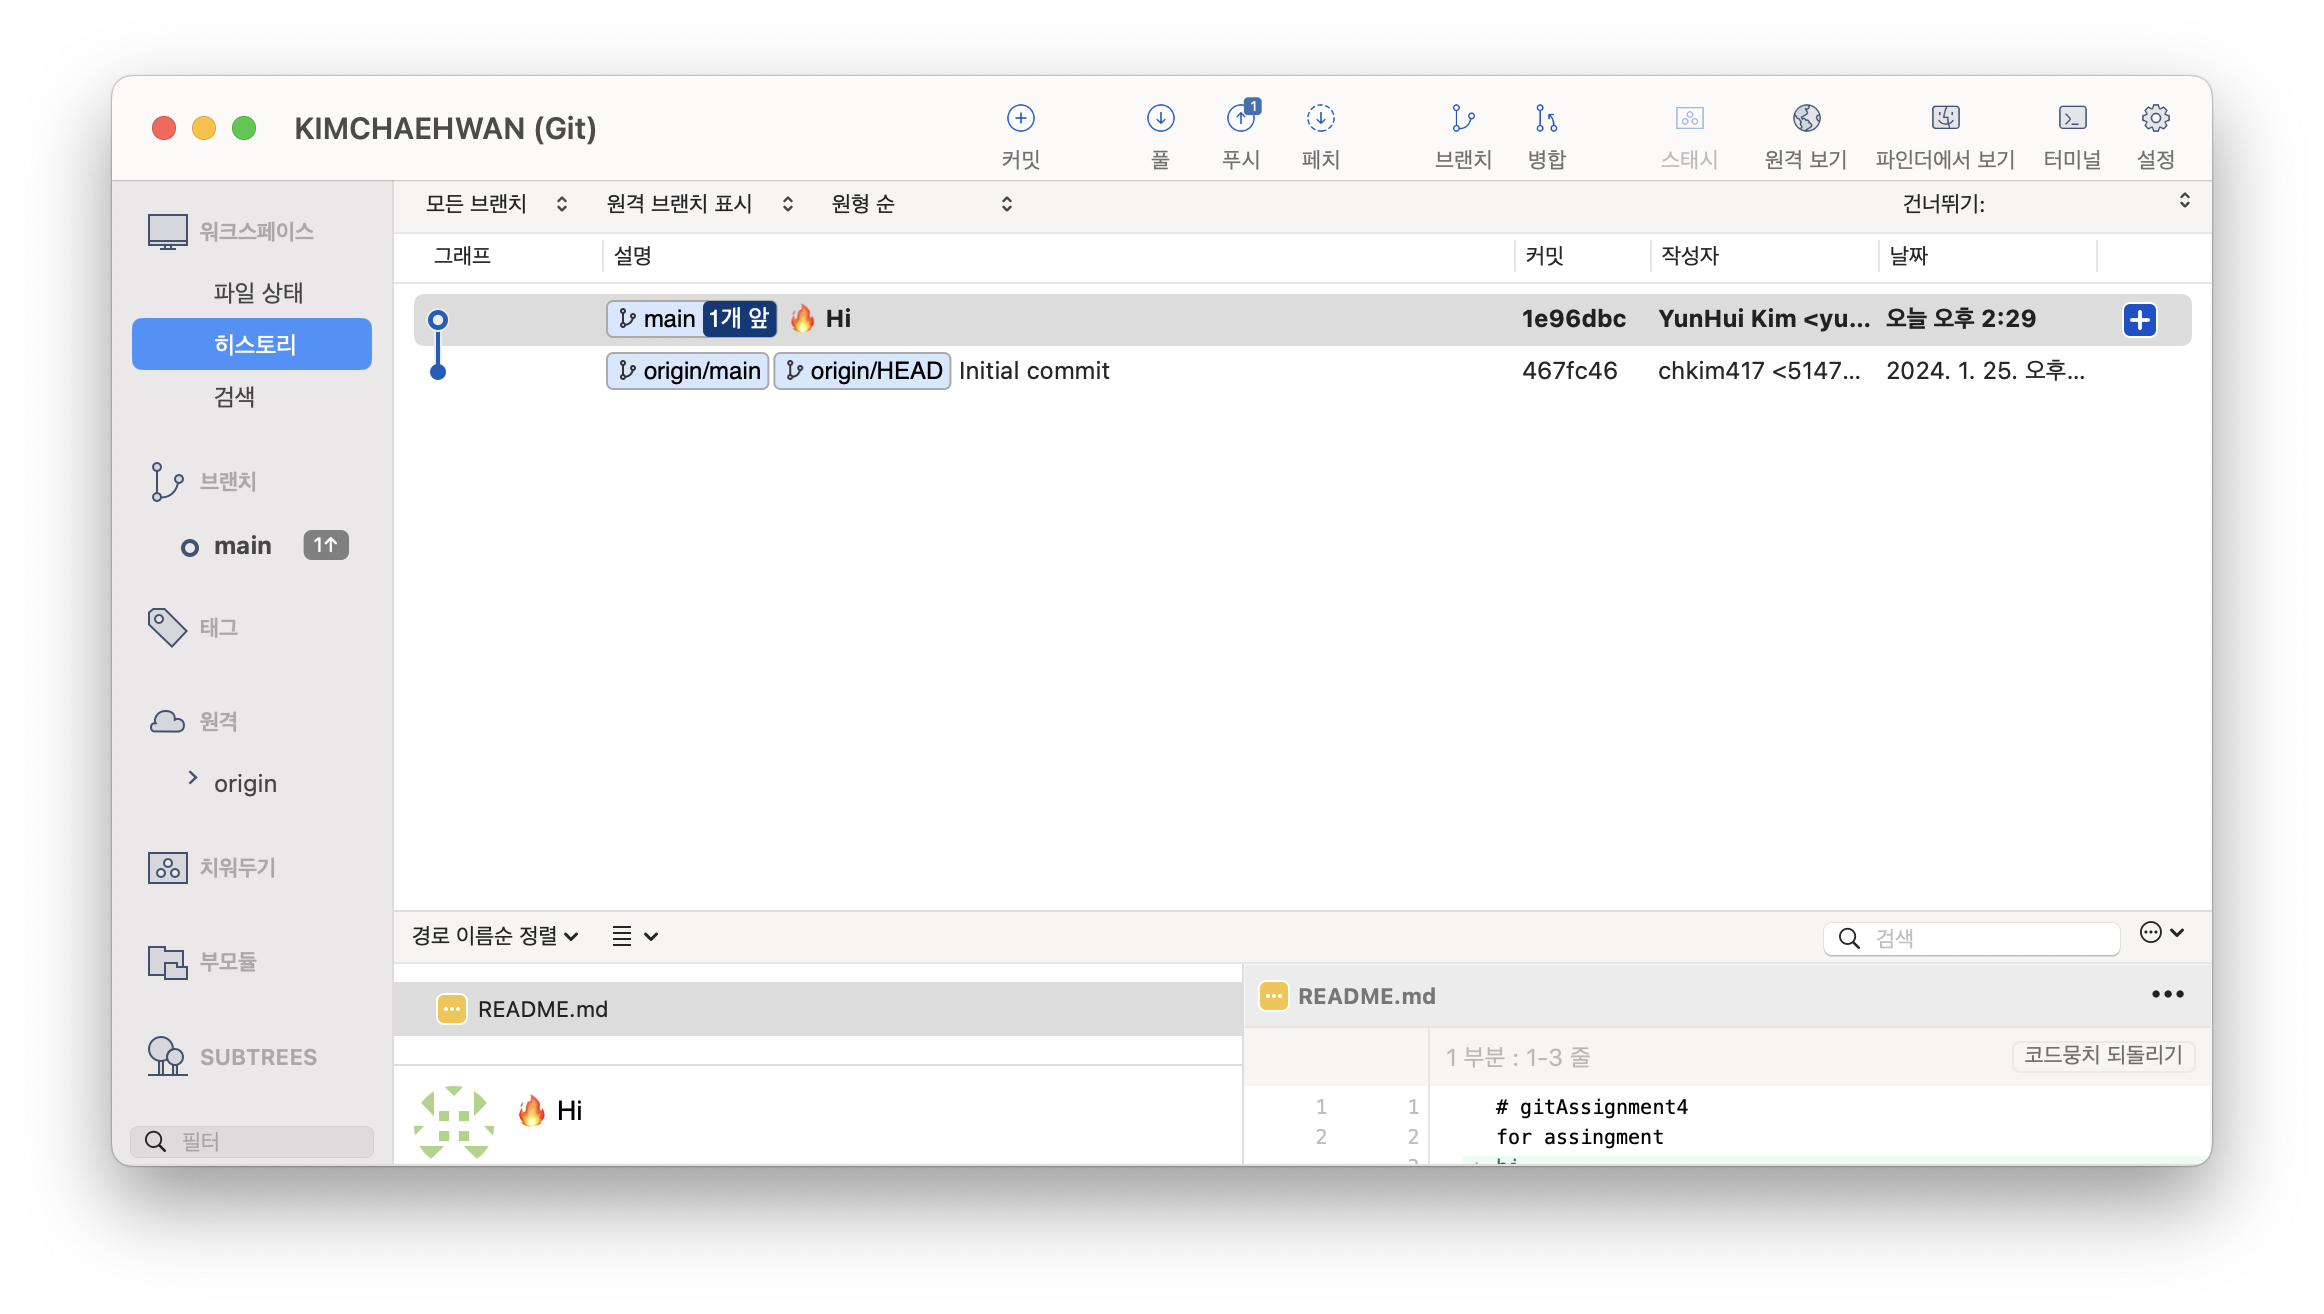 KIMCHAEHWAN (Git)
커밋
풀
1
푸시
페치
브랜치
병합
스태시
원격 보기
파인더에서 보기
터미널
설정
워크스페이스
파일 상태
히스토리
검색
브랜치
main 1↑
태그
원격
origin
치워두기
부모듈
SUBTREES
필터
모든 브랜치 원격 브랜치 표시 원형 순 건너뛰기:
그래프 설명 커밋 작성자 날짜
main 1개 앞 🔥 Hi 1e96dbc YunHui Kim <yu... 오늘 오후 2:29
origin/main origin/HEAD Initial commit 467fc46 chkim417 <5147... 2024. 1. 25. 오후...
경로 이름순 정렬 검색
README.md
🔥 Hi
README.md
1 부분 : 1-3 줄 코드뭉치 되돌리기
1 1 # gitAssignment4
2 2 for assingment